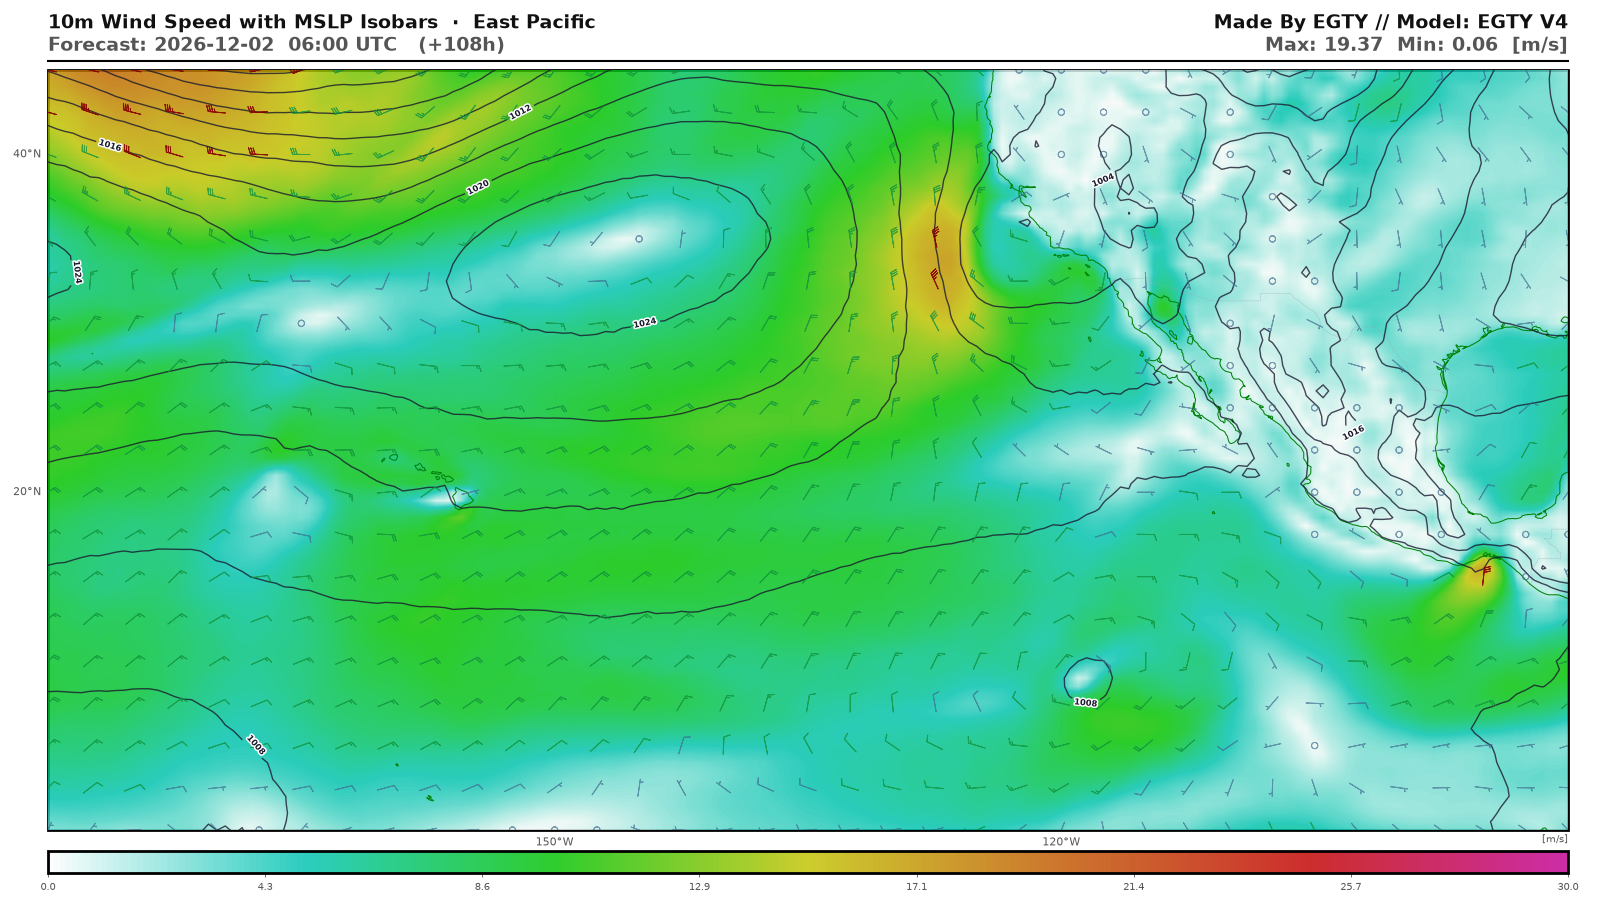 10m Wind Speed with MSLP Isobars · East Pacific
Made By EGTY // Model: EGTY V4
Forecast: 2026-12-02 06:00 UTC (+108h)
Max: 19.37 Min: 0.06 [m/s]
1012
1016
40°N
1004
1020
1024
1024
1016
20°N
1008
1008
150°W
120°W
[m/s]
0.0
4.3
8.6
12.9
17.1
21.4
25.7
30.0